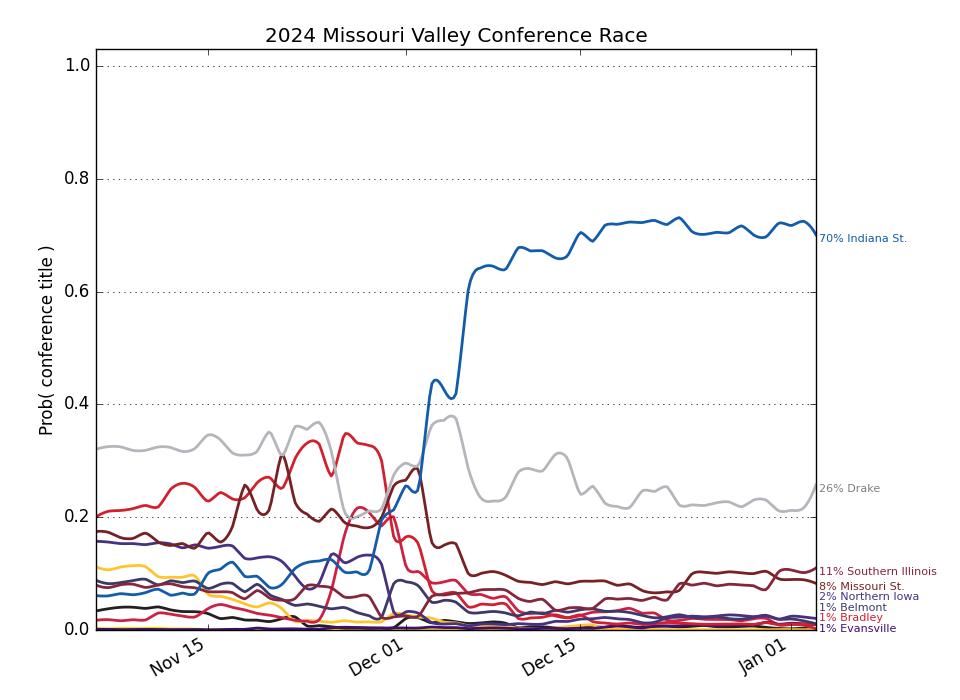 2024 Missouri Valley Conference Race
1.0
0.8
0.6
0.4
0.2
0.0
Prob( conference title )
Nov 15
Dec 01
Dec 15
Jan 01
70% Indiana St.
26% Drake
11% Southern Illinois
8% Missouri St.
2% Northern Iowa
1% Belmont
1% Bradley
1% Evansville